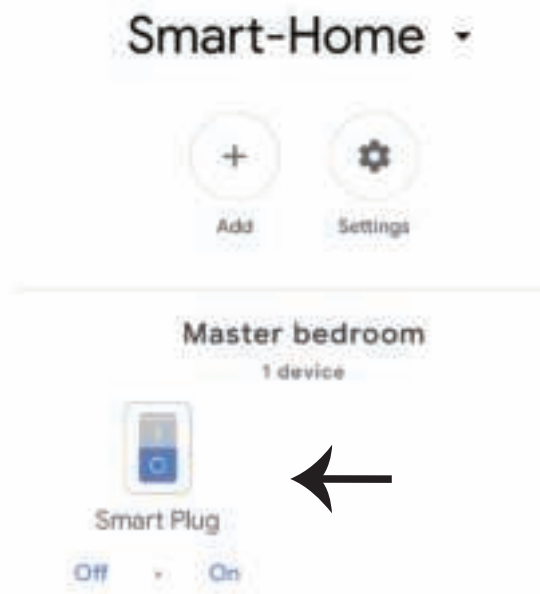 Smart-Home
Add
Settings
Master bedroom
1 device
Smart Plug
Off • On